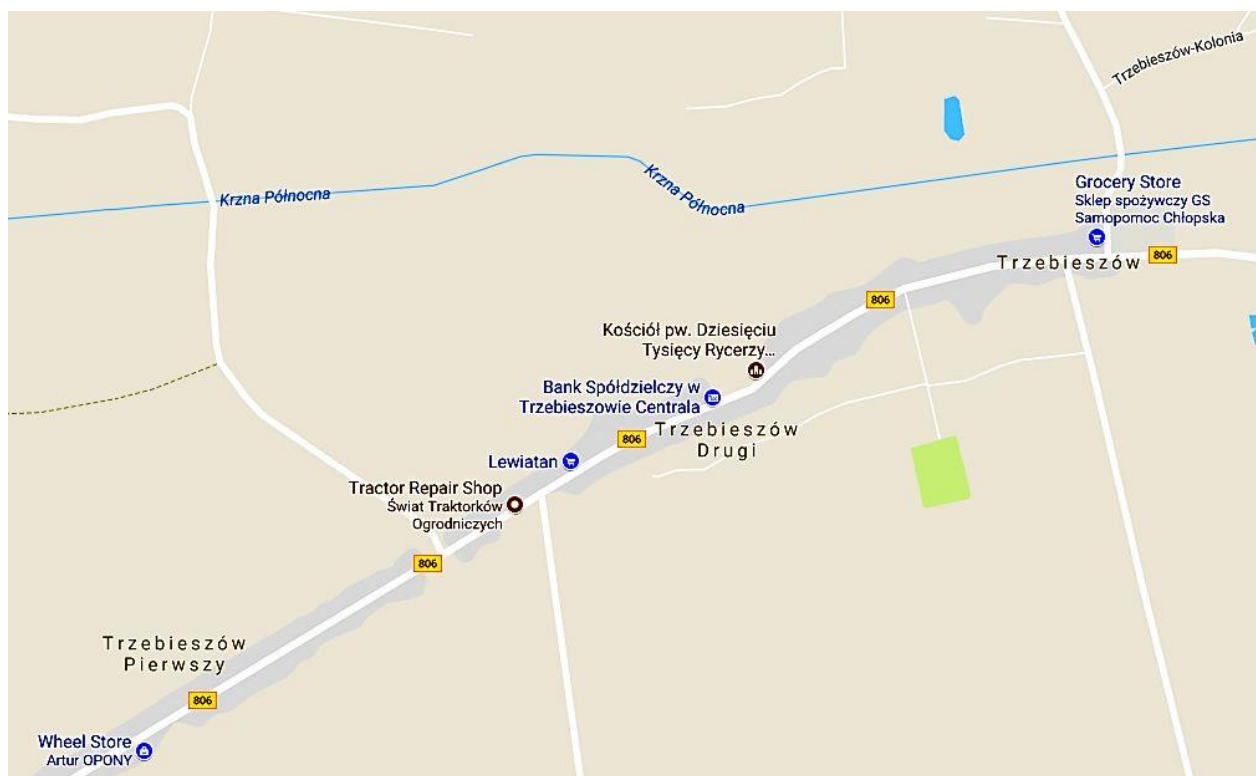 Trzebieszów-Kolonia
Krzna Północna
Krzna Północna
Grocery Store
Sklep spożywczy GS
Samopomoc Chłopska
Trzebieszów
806
806
Kościół pw. Dziesięciu
Tysięcy Rycerzy...
Bank Spółdzielczy w
Trzebieszowie Centrala
806
Trzebieszów
Drugi
Lewiatan
Tractor Repair Shop
Świat Traktorków
Ogrodniczych
806
Trzebieszów
Pierwszy
806
Wheel Store
Artur OPONY